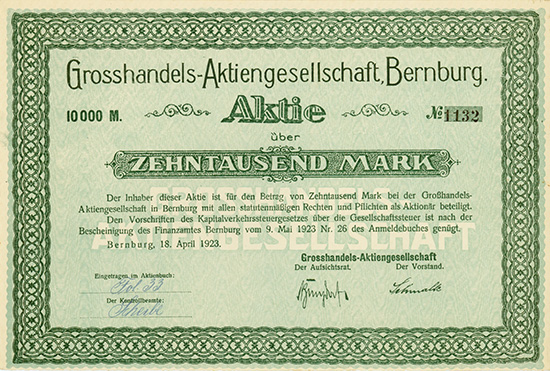 Grosshandels-Aktiengesellschaft, Bernburg.
10000 M. Aktie № 1132
über
ZEHNTAUSEND MARK
Der Inhaber dieser Aktie ist für den Betrag von Zehntausend Mark bei der Großhandels-
Aktiengesellschaft in Bernburg mit allen statutenmäßigen Rechten und Pflichten als Aktionär beteiligt.
Den Vorschriften des Kapitalverkehrssteuergesetzes über die Gesellschaftssteuer ist nach der
Bescheinigung des Finanzamtes Bernburg vom 9. Mai 1923 Nr. 26 des Anmeldebuches genügt.
Bernburg, 18. April 1923.
Grosshandels-Aktiengesellschaft
Der Aufsichtsrat. Der Vorstand.
Eingetragen im Aktienbuch:
Fol 33
Der Kontrollbeamte:
Schmalz